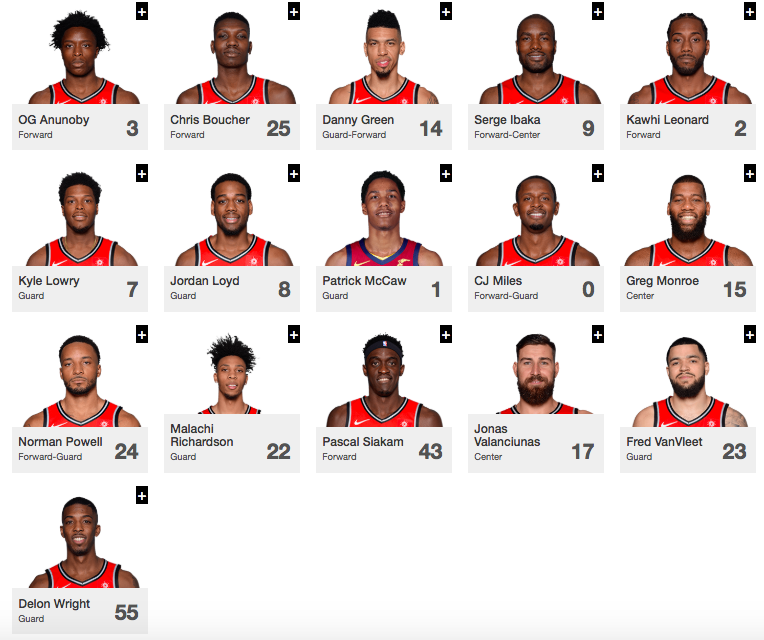 + + + + +
OG Anunoby
Forward
3
Chris Boucher
Forward
25
Danny Green
Guard-Forward
14
Serge Ibaka
Forward-Center
9
Kawhi Leonard
Forward
2
+ + + + +
Kyle Lowry
Guard
7
Jordan Loyd
Guard
8
Patrick McCaw
Guard
1
CJ Miles
Forward-Guard
0
Greg Monroe
Center
15
+ + + + +
Norman Powell
Forward-Guard
24
Malachi
Richardson
Guard
22
Pascal Siakam
Forward
43
Jonas
Valanciunas
Center
17
Fred VanVleet
Guard
23
+
Delon Wright
Guard
55